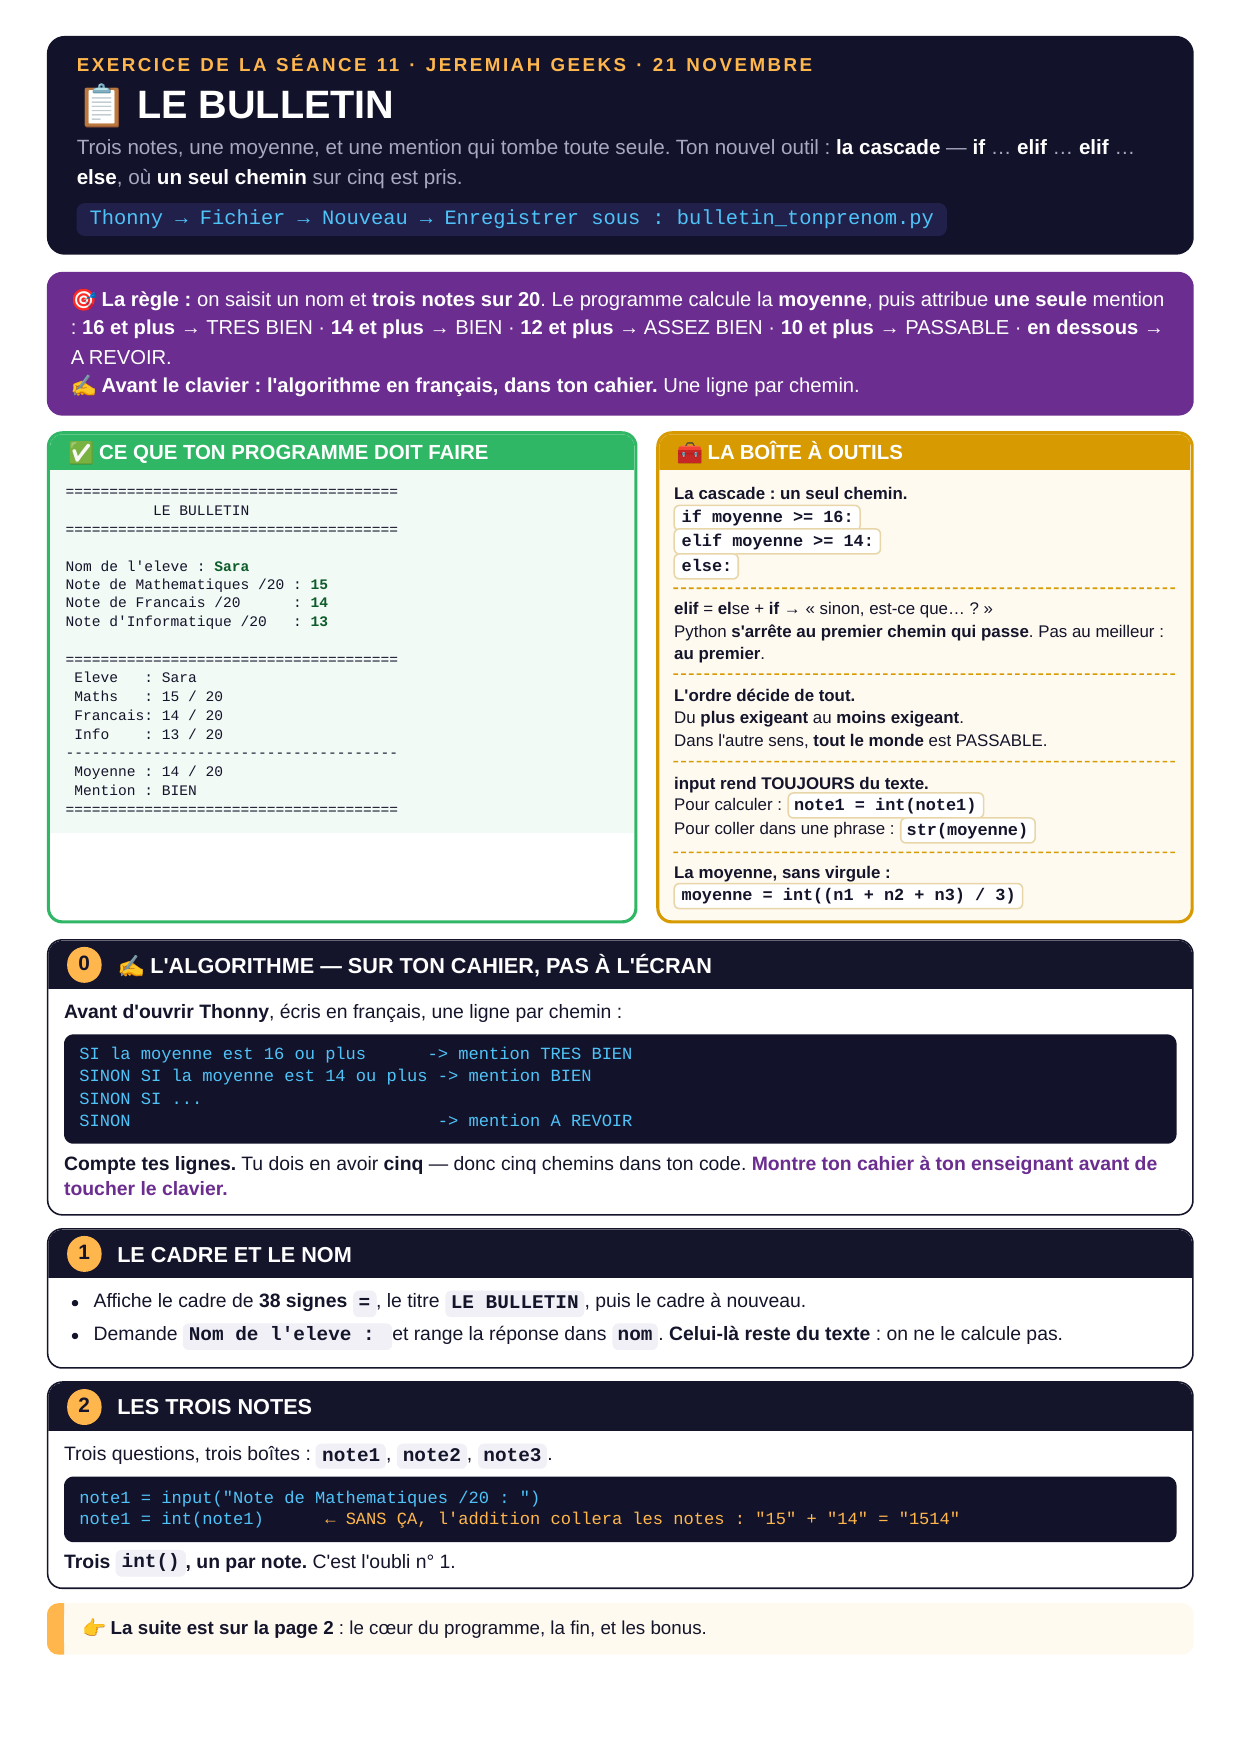 EXERCICE DE LA SÉANCE 11 · JEREMIAH GEEKS · 21 NOVEMBRE
📋 LE BULLETIN
Trois notes, une moyenne, et une mention qui tombe toute seule. Ton nouvel outil : la cascade — if … elif … elif …
else, où un seul chemin sur cinq est pris.
Thonny → Fichier → Nouveau → Enregistrer sous : bulletin_tonprenom.py
🎯 La règle : on saisit un nom et trois notes sur 20. Le programme calcule la moyenne, puis attribue une seule mention
: 16 et plus → TRES BIEN · 14 et plus → BIEN · 12 et plus → ASSEZ BIEN · 10 et plus → PASSABLE · en dessous →
A REVOIR.
✍️ Avant le clavier : l'algorithme en français, dans ton cahier. Une ligne par chemin.
✅ CE QUE TON PROGRAMME DOIT FAIRE
======================================
LE BULLETIN
======================================
Nom de l'eleve : Sara
Note de Mathematiques /20 : 15
Note de Francais /20      : 14
Note d'Informatique /20   : 13
======================================
Eleve   : Sara
Maths   : 15 / 20
Francais: 14 / 20
Info    : 13 / 20
--------------------------------------
Moyenne : 14 / 20
Mention : BIEN
======================================
🧰 LA BOÎTE À OUTILS
La cascade : un seul chemin.
if moyenne >= 16:
elif moyenne >= 14:
else:
elif = else + if → « sinon, est-ce que… ? »
Python s'arrête au premier chemin qui passe. Pas au meilleur :
au premier.
L'ordre décide de tout.
Du plus exigeant au moins exigeant.
Dans l'autre sens, tout le monde est PASSABLE.
input rend TOUJOURS du texte.
Pour calculer : note1 = int(note1)
Pour coller dans une phrase : str(moyenne)
La moyenne, sans virgule :
moyenne = int((n1 + n2 + n3) / 3)
0 ✍️ L'ALGORITHME — SUR TON CAHIER, PAS À L'ÉCRAN
Avant d'ouvrir Thonny, écris en français, une ligne par chemin :
SI la moyenne est 16 ou plus      -> mention TRES BIEN
SINON SI la moyenne est 14 ou plus -> mention BIEN
SINON SI ...
SINON                              -> mention A REVOIR
Compte tes lignes. Tu dois en avoir cinq — donc cinq chemins dans ton code. Montre ton cahier à ton enseignant avant de
toucher le clavier.
1 LE CADRE ET LE NOM
• Affiche le cadre de 38 signes =, le titre LE BULLETIN, puis le cadre à nouveau.
• Demande Nom de l'eleve : et range la réponse dans nom. Celui-là reste du texte : on ne le calcule pas.
2 LES TROIS NOTES
Trois questions, trois boîtes : note1, note2, note3.
note1 = input("Note de Mathematiques /20 : ")
note1 = int(note1)      ← SANS ÇA, l'addition collera les notes : "15" + "14" = "1514"
Trois int(), un par note. C'est l'oubli n° 1.
👉 La suite est sur la page 2 : le cœur du programme, la fin, et les bonus.